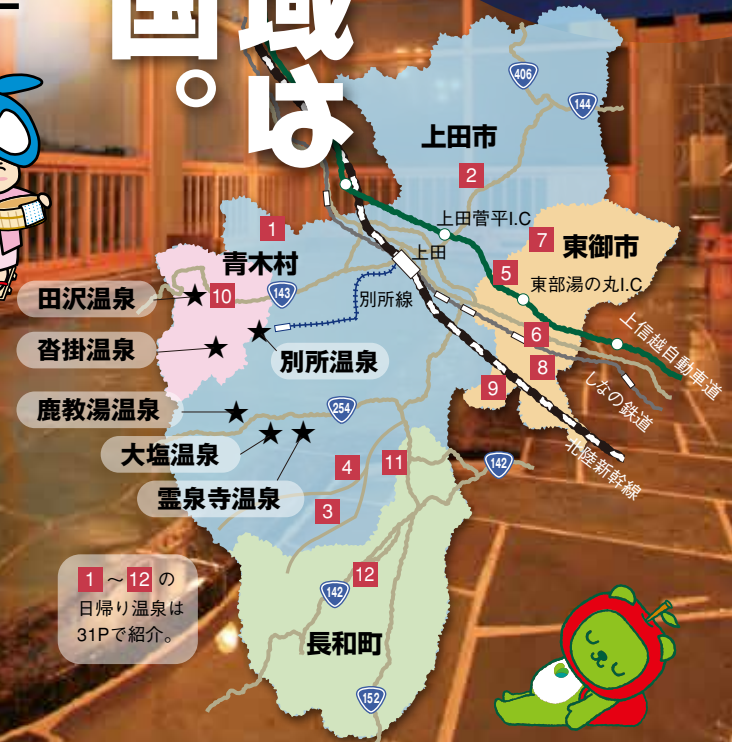 域は
国。
406
144
上田市
2
上田菅平I.C
上田
7
東御市
1
青木村
5
東部湯の丸I.C
田沢温泉
10
143
別所線
6
上信越自動車道
沓掛温泉
別所温泉
8
しなの鉄道
9
鹿教湯温泉
254
北陸新幹線
大塩温泉
4
11
142
霊泉寺温泉
3
1 ～ 12 の
日帰り温泉は
31Pで紹介。
12
142
長和町
152